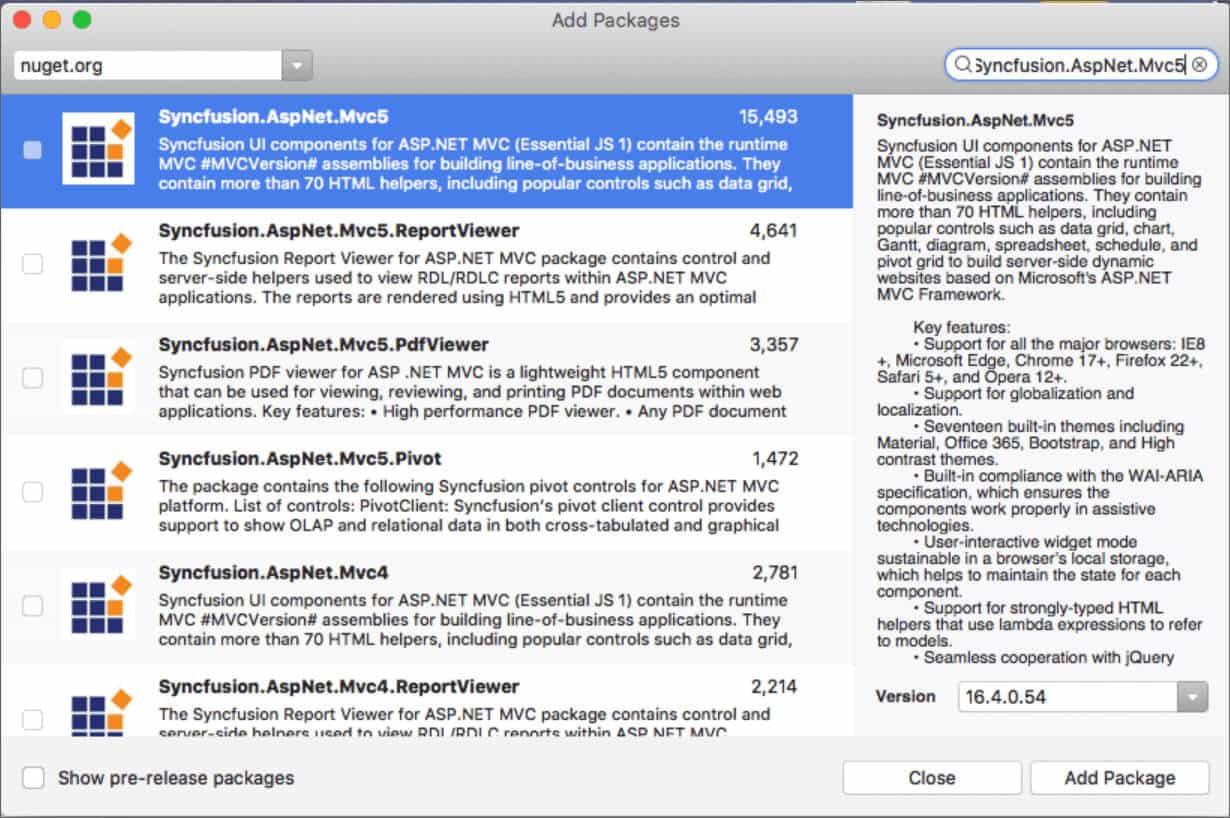 Add Packages
nuget.org
Syncfusion.AspNet.Mvc5
Syncfusion.AspNet.Mvc5 15,493
Syncfusion UI components for ASP.NET MVC (Essential JS 1) contain the runtime
MVC #MVCVersion# assemblies for building line-of-business applications. They
contain more than 70 HTML helpers, including popular controls such as data grid,
Syncfusion.AspNet.Mvc5.ReportViewer 4,641
The Syncfusion Report Viewer for ASP.NET MVC package contains control and
server-side helpers used to view RDL/RDLC reports within ASP.NET MVC
applications. The reports are rendered using HTML5 and provides an optimal
Syncfusion.AspNet.Mvc5.PdfViewer 3,357
Syncfusion PDF viewer for ASP .NET MVC is a lightweight HTML5 component
that can be used for viewing, reviewing, and printing PDF documents within web
applications. Key features: • High performance PDF viewer. • Any PDF document
Syncfusion.AspNet.Mvc5.Pivot 1,472
The package contains the following Syncfusion pivot controls for ASP.NET MVC
platform. List of controls: PivotClient: Syncfusion's pivot client control provides
support to show OLAP and relational data in both cross-tabulated and graphical
Syncfusion.AspNet.Mvc4 2,781
Syncfusion UI components for ASP.NET MVC (Essential JS 1) contain the runtime
MVC #MVCVersion# assemblies for building line-of-business applications. They
contain more than 70 HTML helpers, including popular controls such as data grid,
Syncfusion.AspNet.Mvc4.ReportViewer 2,214
The Syncfusion Report Viewer for ASP.NET MVC package contains control and
server-side helpers used to view RDL/RDLC reports within ASP.NET MVC
Syncfusion.AspNet.Mvc5
Syncfusion UI components for ASP.NET
MVC (Essential JS 1) contain the runtime
MVC #MVCVersion# assemblies for building
line-of-business applications. They contain
more than 70 HTML helpers, including
popular controls such as data grid, chart,
Gantt, diagram, spreadsheet, schedule, and
pivot grid to build server-side dynamic
websites based on Microsoft's ASP.NET
MVC Framework.
Key features:
• Support for all the major browsers: IE8
+, Microsoft Edge, Chrome 17+, Firefox 22+,
Safari 5+, and Opera 12+.
• Support for globalization and
localization.
• Seventeen built-in themes including
Material, Office 365, Bootstrap, and High
contrast themes.
• Built-in compliance with the WAI-ARIA
specification, which ensures the
components work properly in assistive
technologies.
• User-interactive widget mode
sustainable in a browser's local storage,
which helps to maintain the state for each
component.
• Support for strongly-typed HTML
helpers that use lambda expressions to refer
to models.
• Seamless cooperation with jQuery
Version 16.4.0.54
Show pre-release packages
Close
Add Package